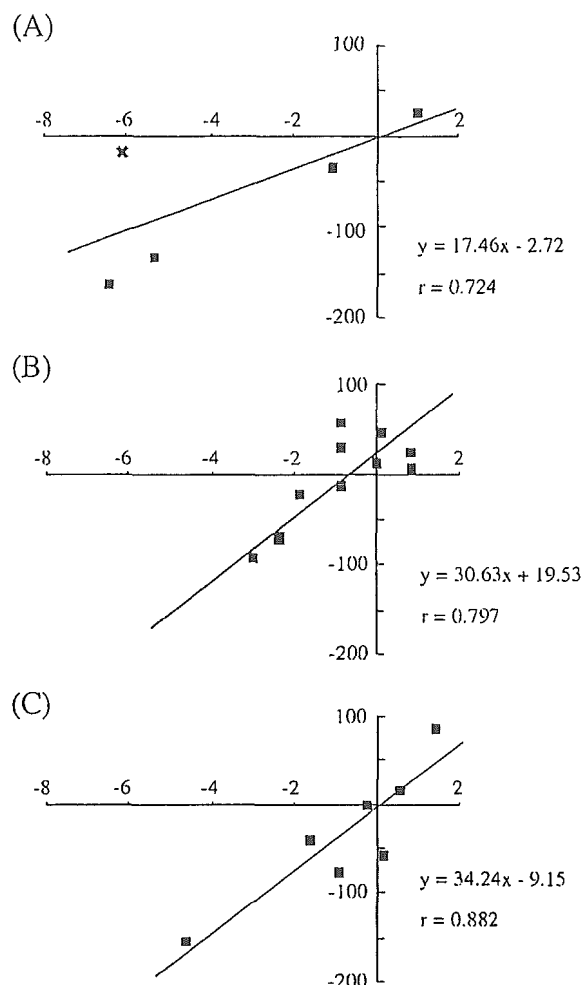 (A)
100
-8 -6 -4 -2 2
-100
y = 17.46x - 2.72
r = 0.724
-200
(B)
100
-8 -6 -4 -2 2
-100
y = 30.63x + 19.53
r = 0.797
-200
(C)
100
-8 -6 -4 -2 2
-100
y = 34.24x - 9.15
r = 0.882
-200